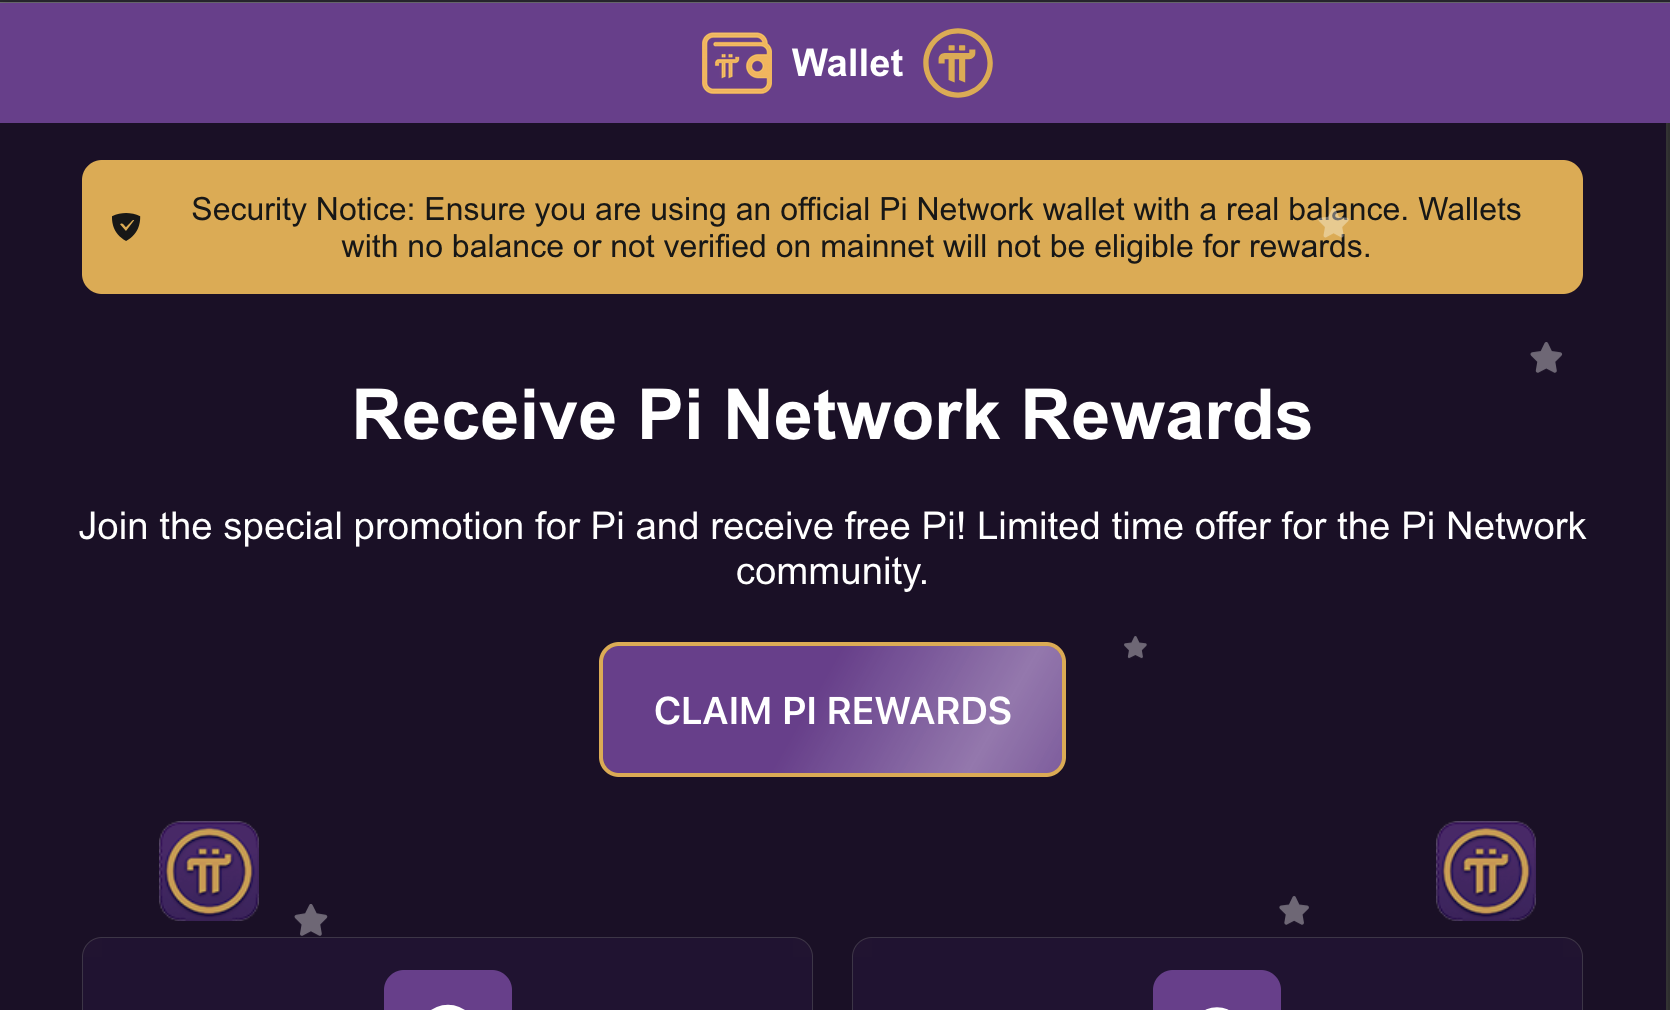 Wallet
Security Notice: Ensure you are using an official Pi Network wallet with a real balance. Wallets
with no balance or not verified on mainnet will not be eligible for rewards.
Receive Pi Network Rewards
Join the special promotion for Pi and receive free Pi! Limited time offer for the Pi Network
community.
CLAIM PI REWARDS